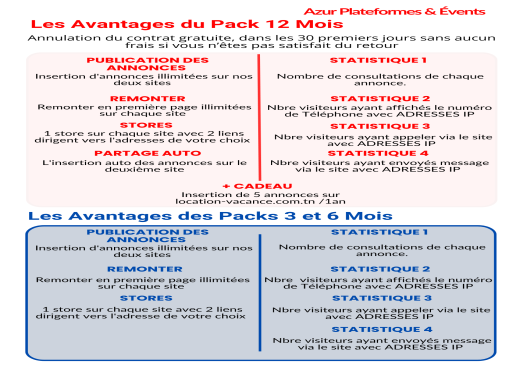 Azur Plateformes & Évents
Les Avantages du Pack 12 Mois
Annulation du contrat gratuite, dans les 30 premiers jours sans aucun
frais si vous n'êtes pas satisfait du retour
PUBLICATION DES
ANNONCES
Insertion d'annonces illimitées sur nos
deux sites
REMONTER
Remonter en première page illimitées
sur chaque site
STORES
1 store sur chaque site avec 2 liens
dirigent vers l'adresse de votre choix
PARTAGE AUTO
L'insertion auto des annonces sur le
deuxième site
STATISTIQUE 1
Nombre de consultations de chaque
annonce.
STATISTIQUE 2
Nbre visiteurs ayant affichés le numéro
de Téléphone avec ADRESSES IP
STATISTIQUE 3
Nbre visiteurs ayant appeler via le site
avec ADRESSES IP
STATISTIQUE 4
Nbre visiteurs ayant envoyés message
via le site avec ADRESSES IP
+ CADEAU
Insertion de 5 annonces sur
location-vacance.com.tn /1an
Les Avantages des Packs 3 et 6 Mois
PUBLICATION DES
ANNONCES
Insertion d'annonces illimitées sur nos
deux sites
REMONTER
Remonter en première page illimitées
sur chaque site
STORES
1 store sur chaque site avec 2 liens
dirigent vers l'adresse de votre choix
STATISTIQUE 1
Nombre de consultations de chaque
annonce.
STATISTIQUE 2
Nbre visiteurs ayant affichés le numéro
de Téléphone avec ADRESSES IP
STATISTIQUE 3
Nbre visiteurs ayant appeler via le site
avec ADRESSES IP
STATISTIQUE 4
Nbre visiteurs ayant envoyés message
via le site avec ADRESSES IP